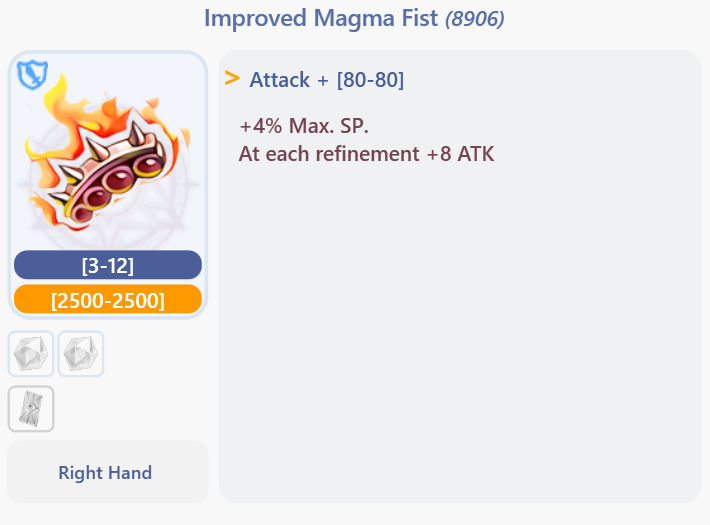 Improved Magma Fist (8906)
> Attack + [80-80]
+4% Max. SP.
At each refinement +8 ATK
[3-12]
[2500-2500]
Right Hand